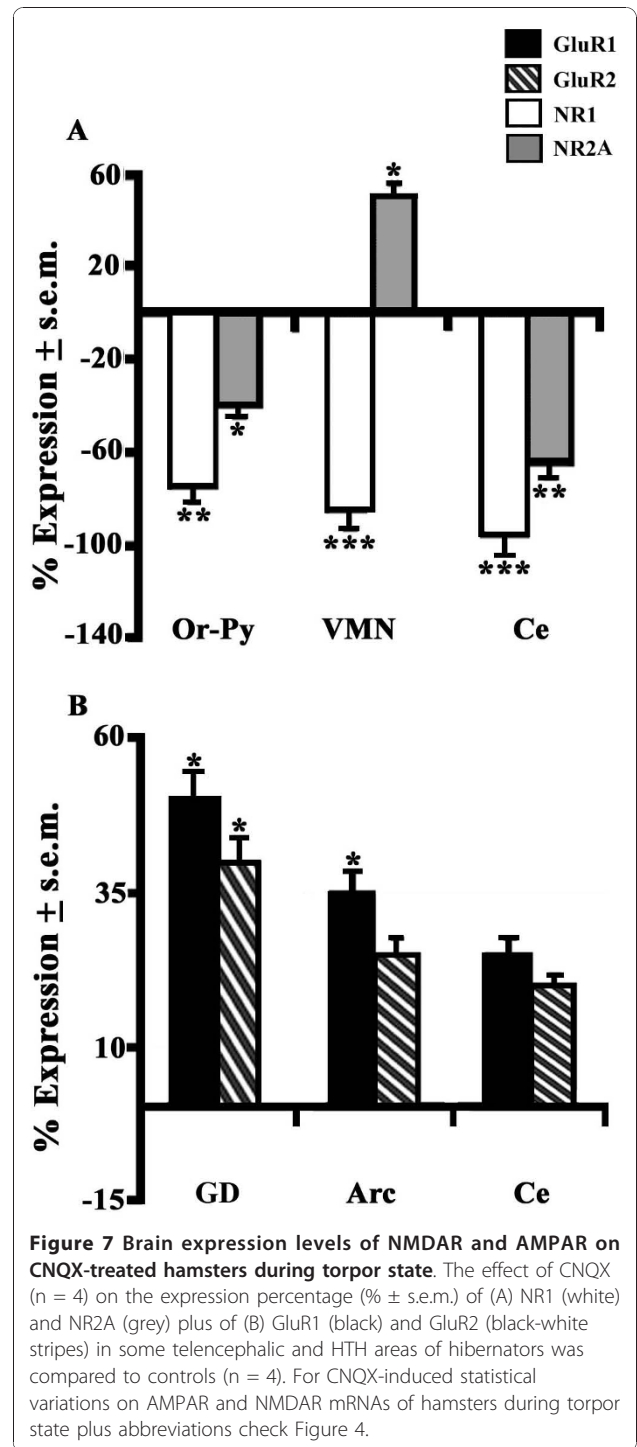 GluR1
GluR2
NR1
NR2A
A
60
20
-20
-60
-100
-140
% Expression ± s.e.m.
*
**
*
***
***
**
Or-Py VMN Ce
B
60
35
10
-15
% Expression ± s.e.m.
*
*
*
GD Arc Ce
Figure 7 Brain expression levels of NMDAR and AMPAR on
CNQX-treated hamsters during torpor state. The effect of CNQX
(n = 4) on the expression percentage (% ± s.e.m.) of (A) NR1 (white)
and NR2A (grey) plus of (B) GluR1 (black) and GluR2 (black-white
stripes) in some telencephalic and HTH areas of hibernators was
compared to controls (n = 4). For CNQX-induced statistical
variations on AMPAR and NMDAR mRNAs of hamsters during torpor
state plus abbreviations check Figure 4.